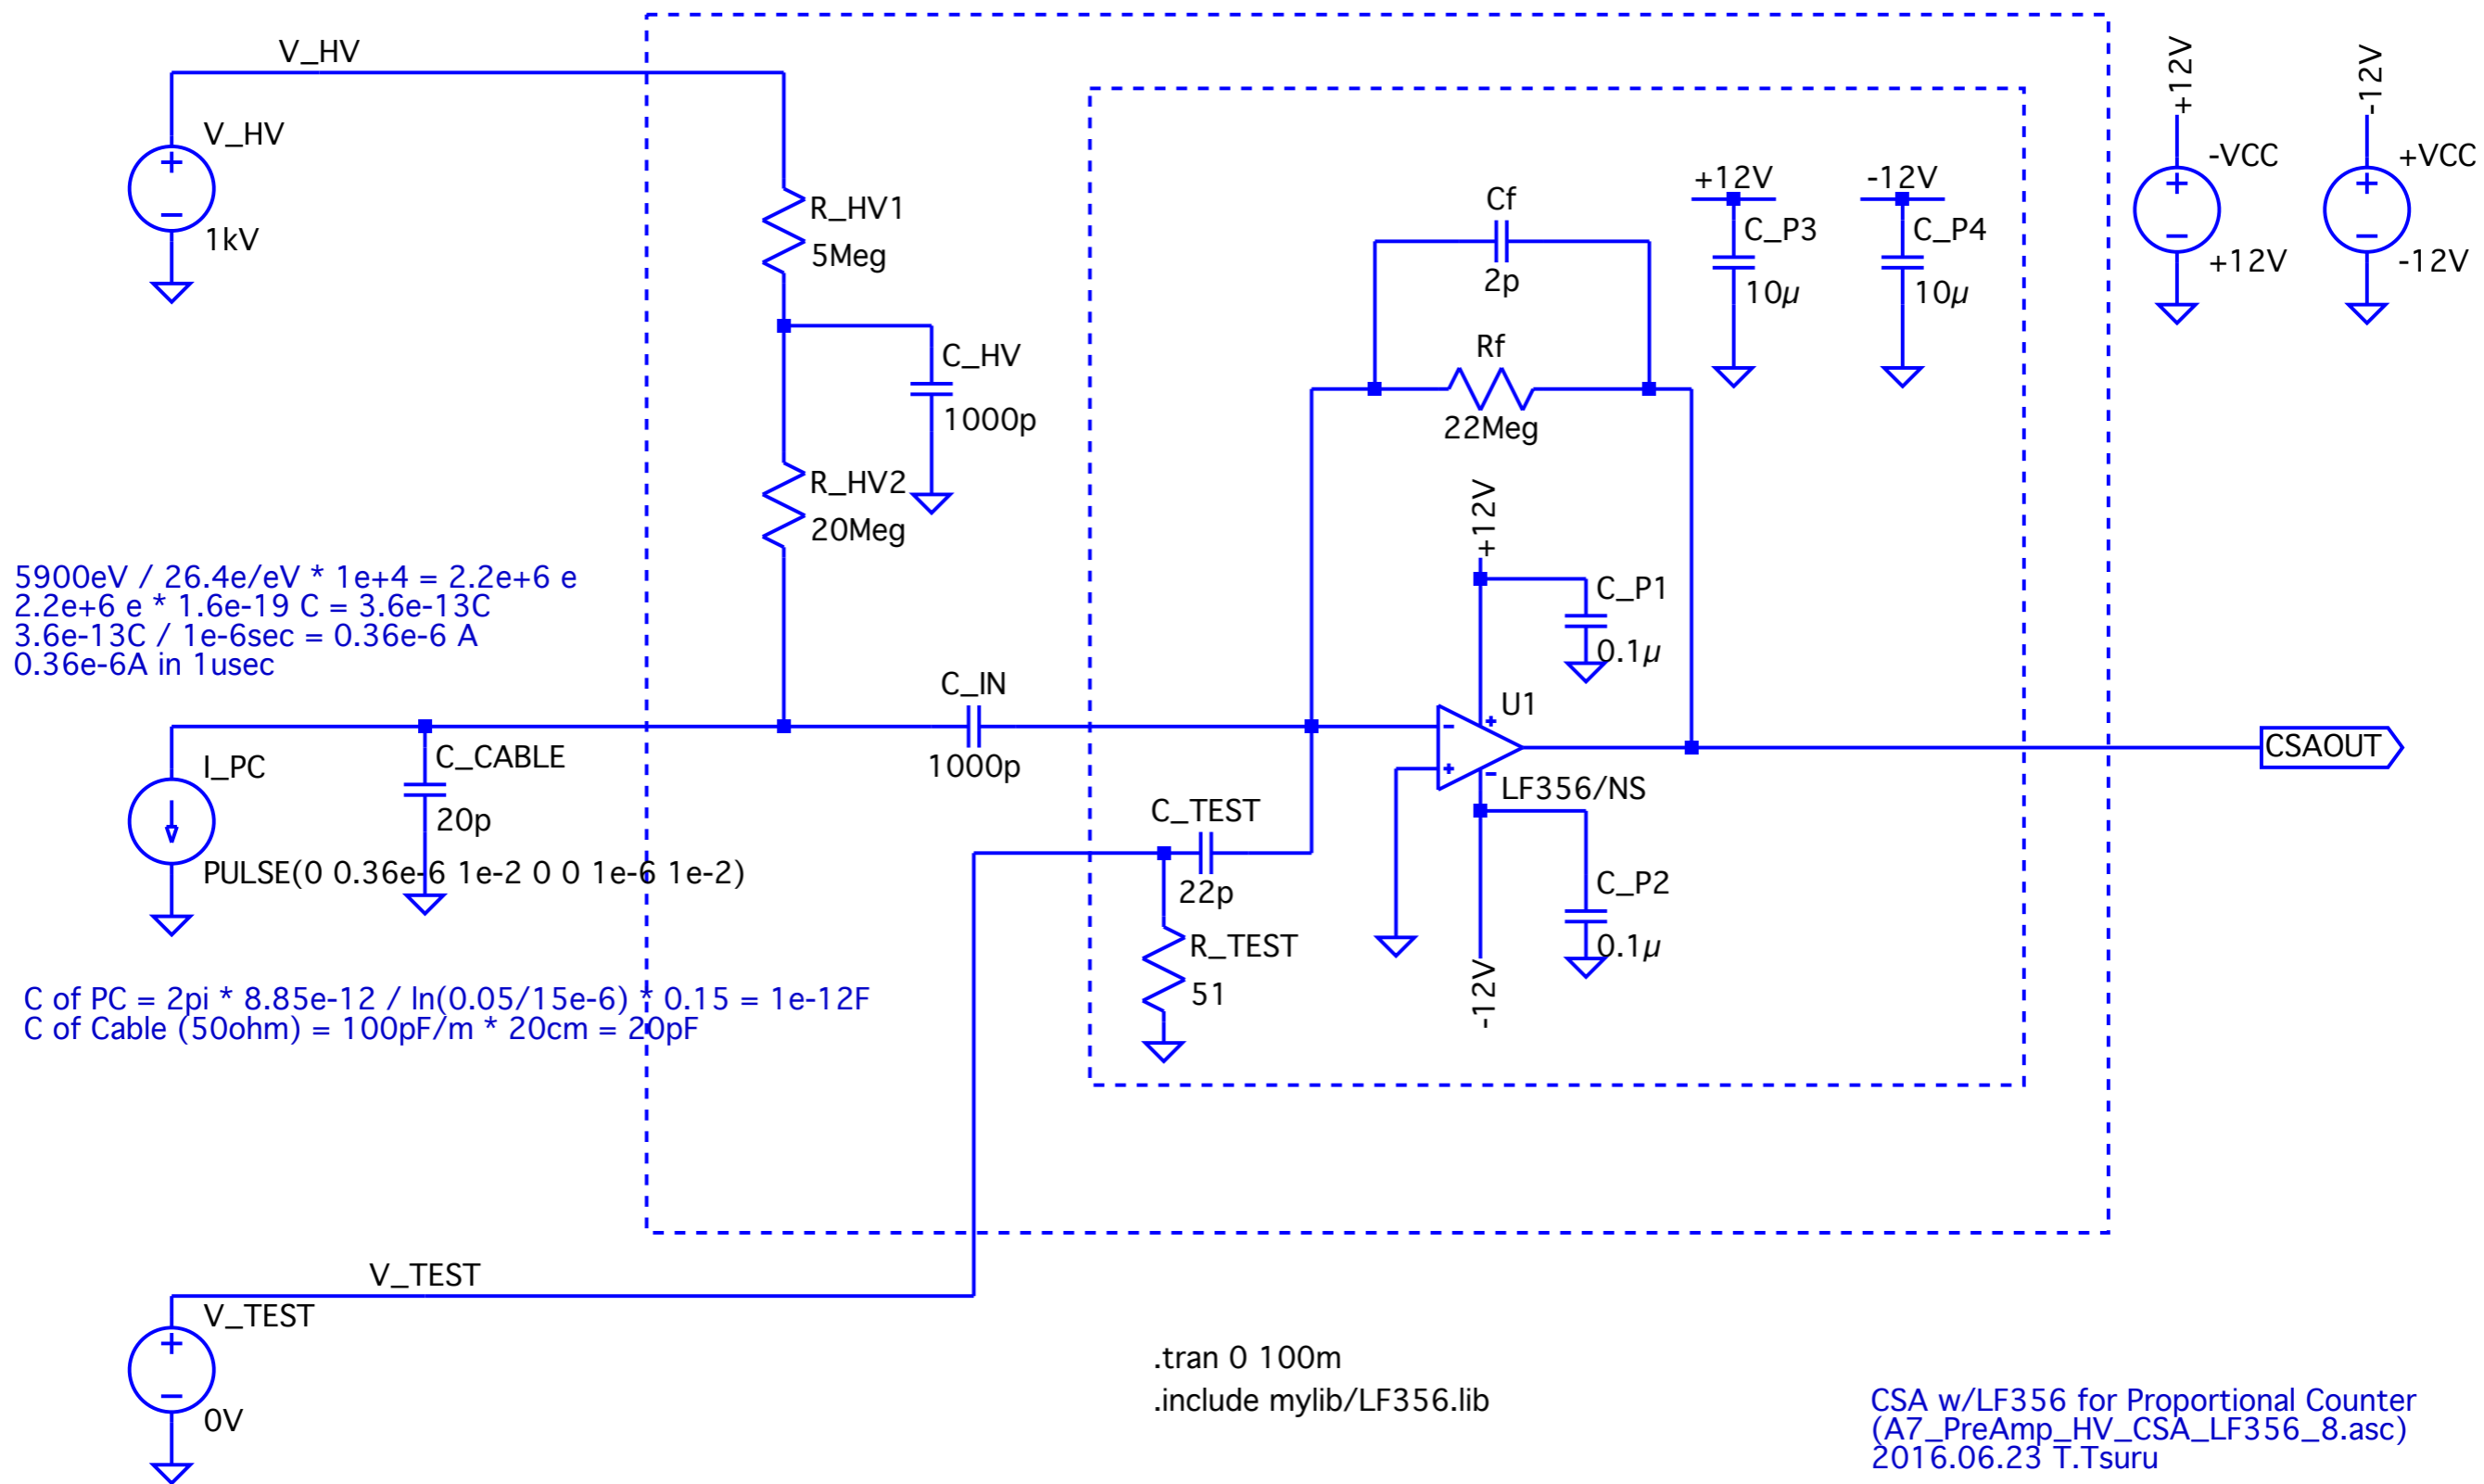 V_HV
V_HV
1kV
R_HV1
5Meg
C_HV
1000p
R_HV2
20Meg
Cf
2p
Rf
22Meg
+12V
C_P3
10µ
-12V
C_P4
10µ
+12V
-VCC
+12V
-12V
+VCC
-12V
5900eV / 26.4e/eV * 1e+4 = 2.2e+6 e
2.2e+6 e * 1.6e-19 C = 3.6e-13C
3.6e-13C / 1e-6sec = 0.36e-6 A
0.36e-6A in 1usec
I_PC
PULSE(0 0.36e-6 1e-2 0 0 1e-6 1e-2)
C_CABLE
20p
C_IN
1000p
+12V
C_P1
0.1µ
U1
LF356/NS
C_P2
0.1µ
-12V
C_TEST
22p
R_TEST
51
CSAOUT
C of PC = 2pi * 8.85e-12 / ln(0.05/15e-6) * 0.15 = 1e-12F
C of Cable (50ohm) = 100pF/m * 20cm = 20pF
V_TEST
V_TEST
0V
.tran 0 100m
.include mylib/LF356.lib
CSA w/LF356 for Proportional Counter
(A7_PreAmp_HV_CSA_LF356_8.asc)
2016.06.23 T.Tsuru